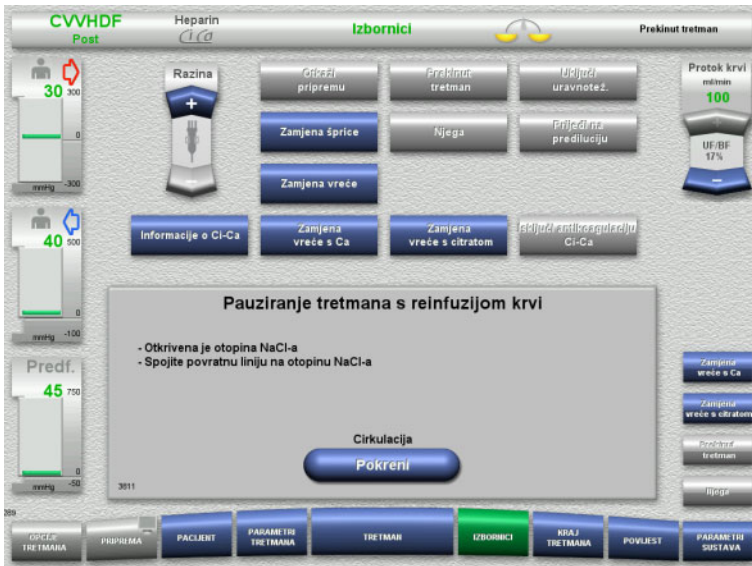 CVVHDF
Post
Heparin
Ci Ca
Izbornici
Prekinut tretman
30
300
0
mmHg
-300
Razina
+
Otkaži
pripremu
Prekinut
tretman
Uključi
uravnotež.
Zamjena šprice
Njega
Prijeći na
prediluciju
Zamjena vreće
Protok krvi
ml/min
100
+
UF/BF
17%
40
500
mmHg
-100
Informacije o Ci-Ca
Zamjena
vreće s Ca
Zamjena
vreće s citratom
Isključi antikoagulaciju
Ci-Ca
Pauziranje tretmana s reinfuzijom krvi
- Otkrivena je otopina NaCl-a
- Spojite povratnu liniju na otopinu NaCl-a
Cirkulacija
Pokreni
3811
Predf.
45
750
0
mmHg
-50
Zamjena
vreće s Ca
Zamjena
vreće s citratom
Prekinut
tretman
Njega
289
OPCIJE
TRETMANA
PRIPREMA
PACIJENT
PARAMETRI
TRETMANA
TRETMAN
IZBORNICI
KRAJ
TRETMANA
POVIJEST
PARAMETRI
SUSTAVA